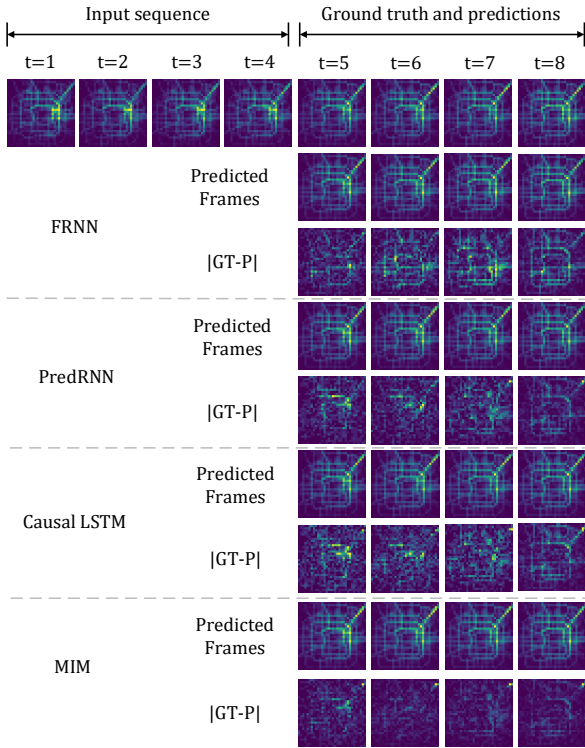 Input sequence
Ground truth and predictions
t=1 t=2 t=3 t=4 t=5 t=6 t=7 t=8
Predicted
Frames
FRNN
|GT-P|
Predicted
Frames
PredRNN
|GT-P|
Predicted
Frames
Causal LSTM
|GT-P|
Predicted
Frames
MIM
|GT-P|